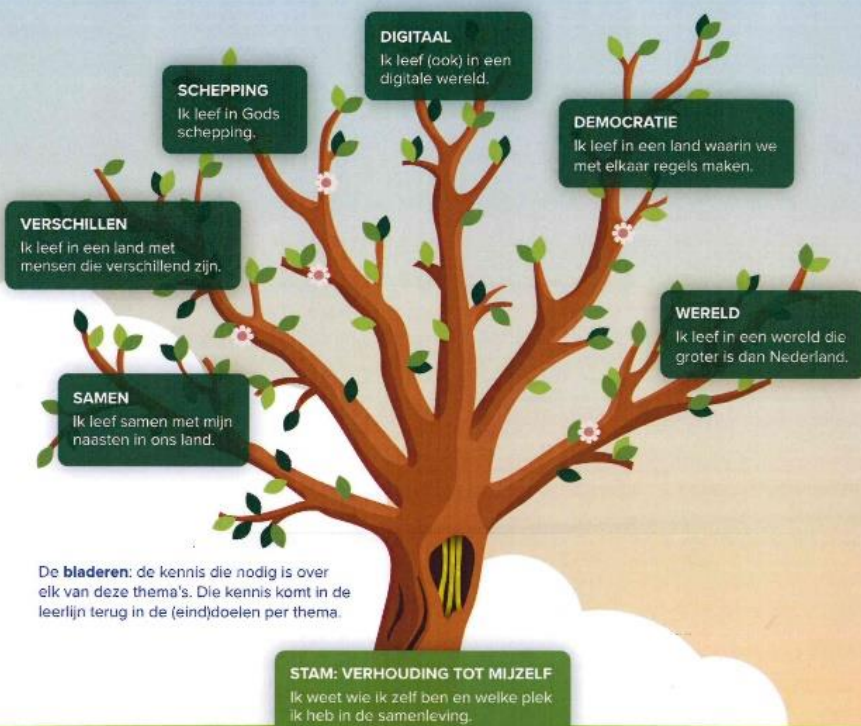 DIGITAAL
Ik leef (ook) in een
digitale wereld.
SCHEPPING
Ik leef in Gods
schepping.
DEMOCRATIE
Ik leef in een land waarin we
met elkaar regels maken.
VERSCHILLEN
Ik leef in een land met
mensen die verschillend zijn.
WERELD
Ik leef in een wereld die
groter is dan Nederland.
SAMEN
Ik leef samen met mijn
naasten in ons land.
De bladeren: de kennis die nodig is over
elk van deze thema's. Die kennis komt in de
leerlijn terug in de (eind)doelen per thema.
STAM: VERHOUDING TOT MIJZELF
Ik weet wie ik zelf ben en welke plek
ik heb in de samenleving.